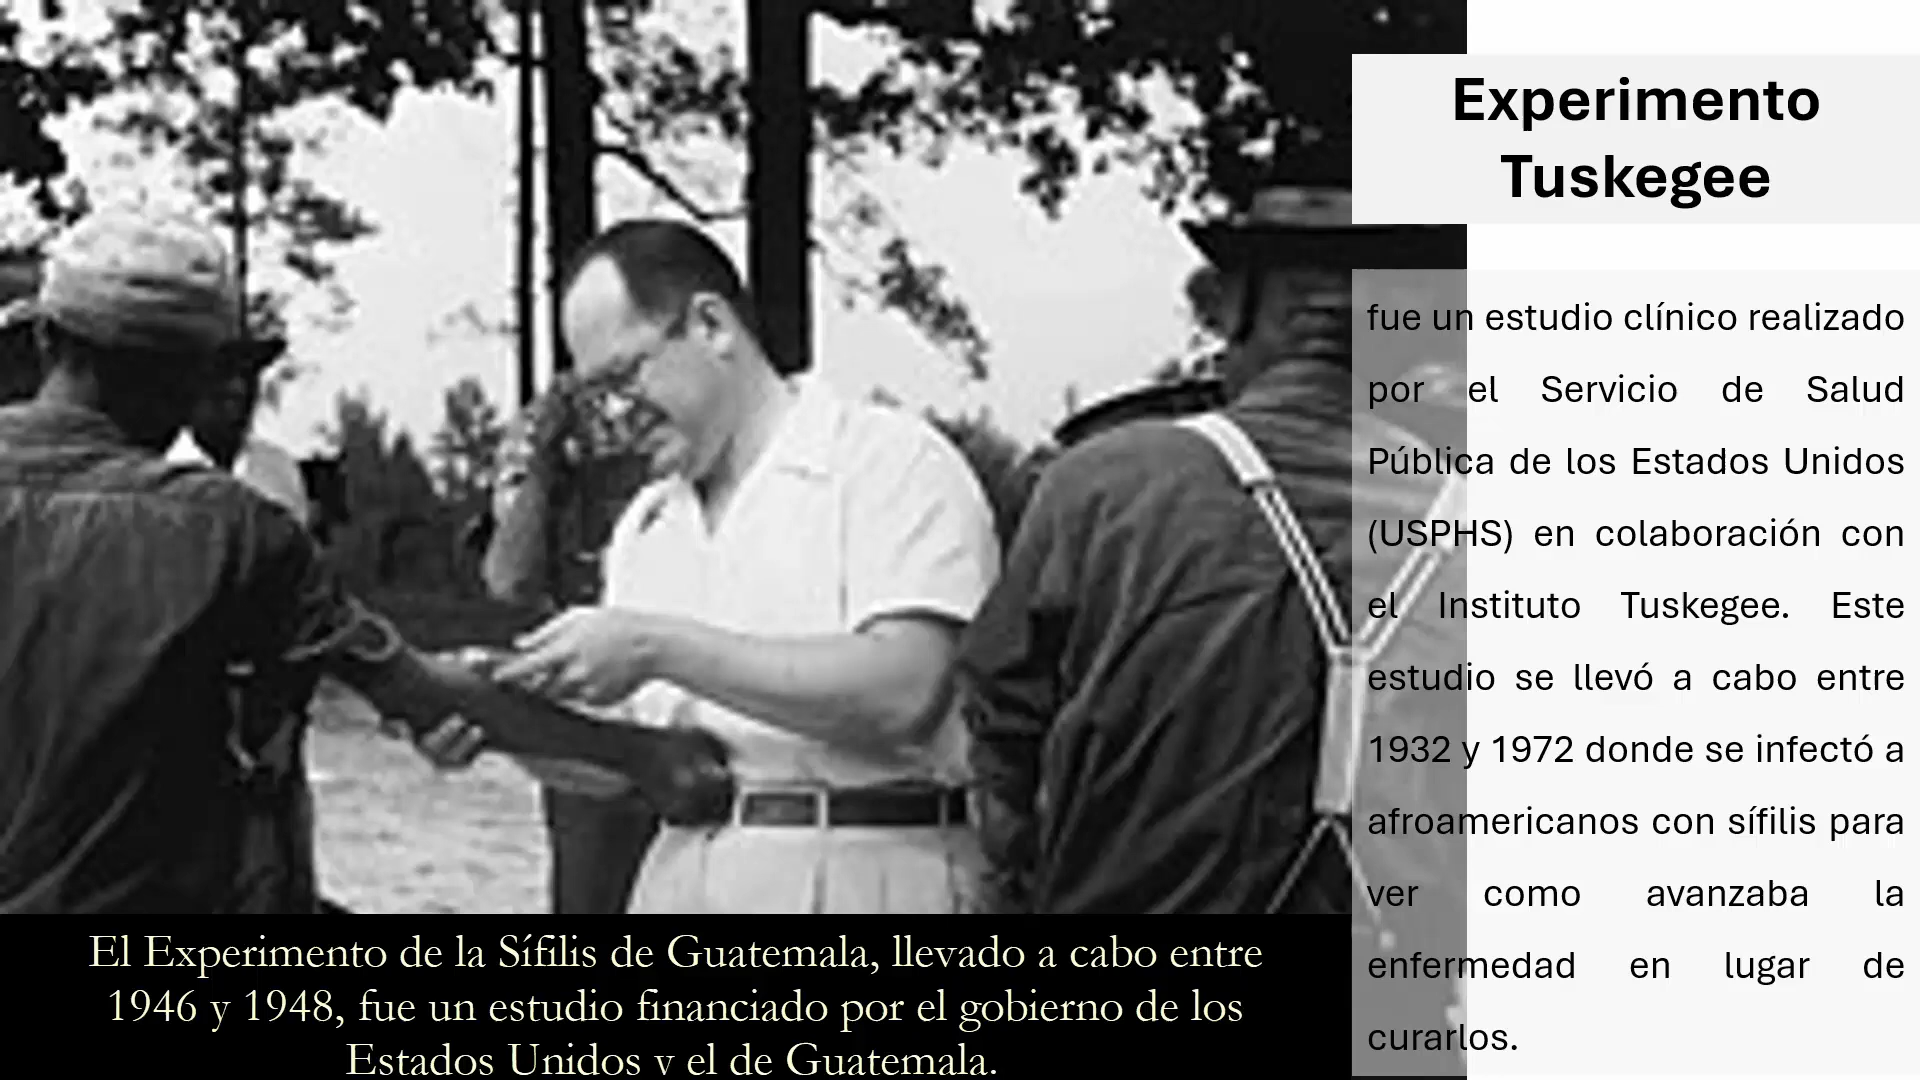 Experimento
Tuskegee
fue un estudio clínico realizado
por el Servicio de Salud
Pública de los Estados Unidos
(USPHS) en colaboración con
el Instituto Tuskegee. Este
estudio se llevó a cabo entre
1932 y 1972 donde se infectó a
afroamericanos con sífilis para
ver como avanzaba la
enfermedad en lugar de
curarlos.
El Experimento de la Sífilis de Guatemala, llevado a cabo entre
1946 y 1948, fue un estudio financiado por el gobierno de los
Estados Unidos y el de Guatemala.